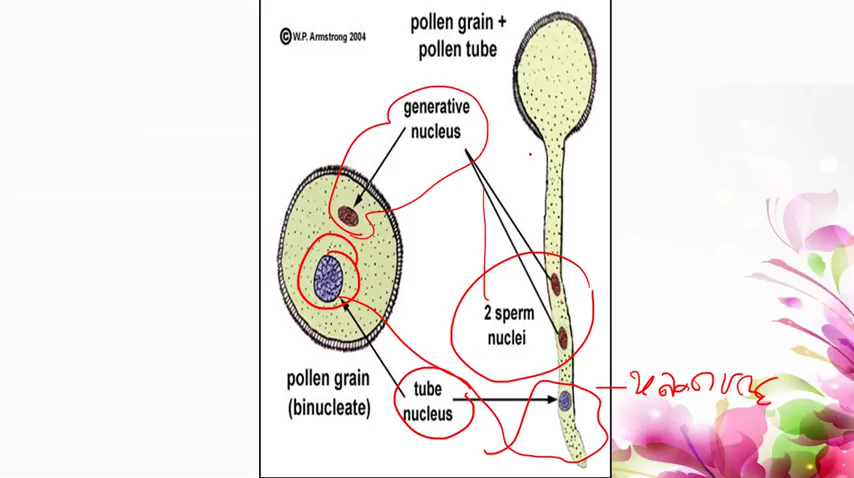 © W.P. Armstrong 2004
pollen grain +
pollen tube
generative
nucleus
2 sperm
nuclei
pollen grain
(binucleate)
tube
nucleus